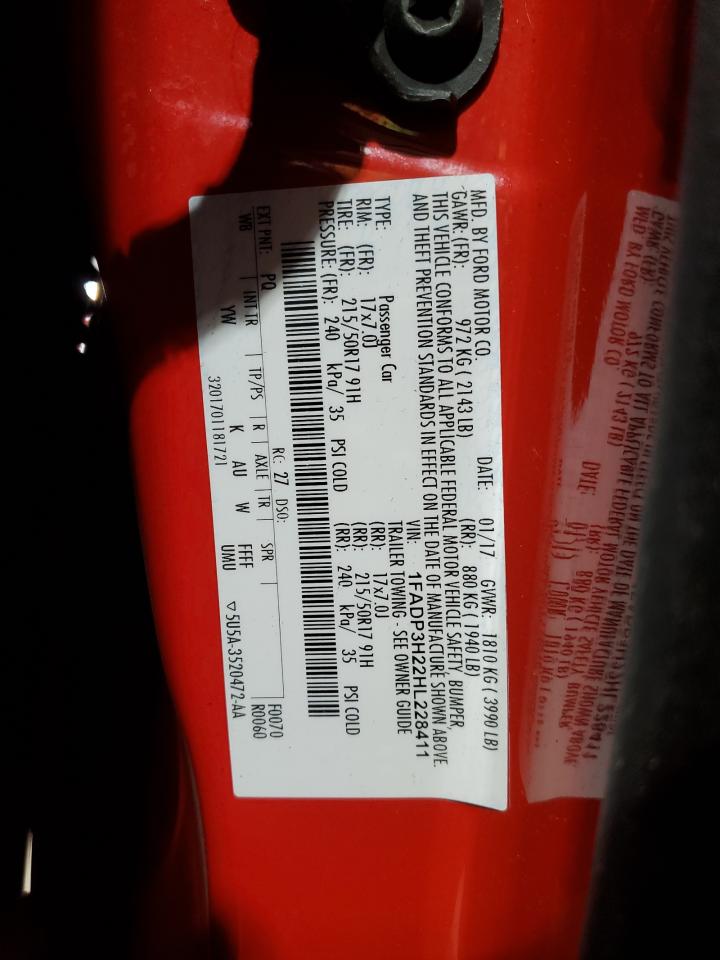 MFD. BY FORD MOTOR CO. DATE: 01/17 GVWR: 1810 KG ( 3990 LB)
GAWR: (FR): 972 KG ( 2143 LB) (RR): 880 KG ( 1940 LB)
THIS VEHICLE CONFORMS TO ALL APPLICABLE FEDERAL MOTOR VEHICLE SAFETY, BUMPER,
AND THEFT PREVENTION STANDARDS IN EFFECT ON THE DATE OF MANUFACTURE SHOWN ABOVE.
VIN: 1FADP3H22HL228411
TYPE: Passenger Car TRAILER TOWING - SEE OWNER GUIDE
RIM: (FR): 17x7.0J (RR): 17x7.0J
TIRE: (FR): 215/50R17 91H (RR): 215/50R17 91H
PRESSURE: (FR): 240 kPa/ 35 PSI COLD (RR): 240 kPa/ 35 PSI COLD
F0070
EXT PNT: PQ RC: 27 DSO: R0060
WB INT TR TP/PS R AXLE TR SPR
YW K AU W FFFF ▽5U5A-3520472-AA
3201701181721 UMU